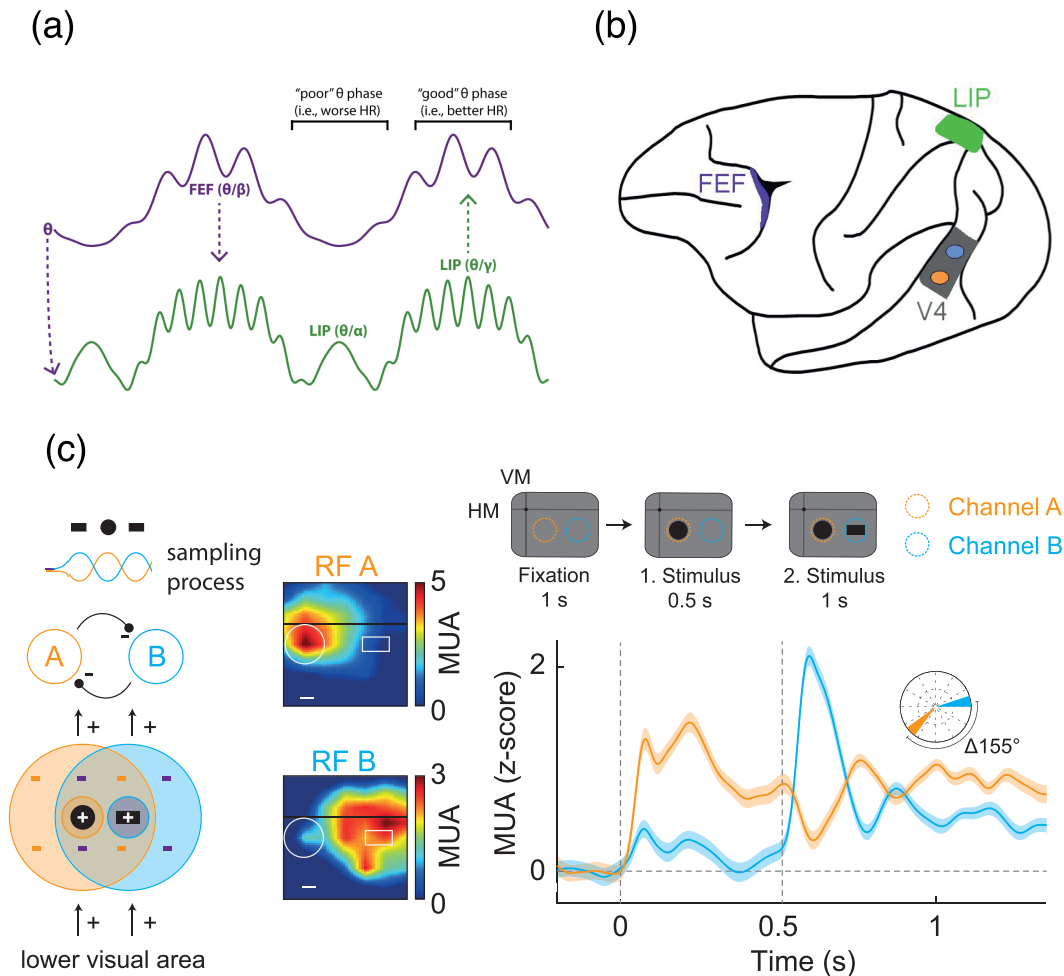 (a)
"poor" θ phase
(i.e., worse HR)
"good" θ phase
(i.e., better HR)
FEF (θ/β)
θ
LIP (θ/γ)
LIP (θ/α)
(b)
LIP
FEF
V4
(c)
sampling
process
A
B
-
-
+
+
+
+
+
+
lower visual area
RF A
5
0
MUA
RF B
3
0
MUA
VM
HM
Fixation
1 s
1. Stimulus
0.5 s
2. Stimulus
1 s
Channel A
Channel B
MUA (z-score)
2
0
Δ155°
0
0.5
1
Time (s)